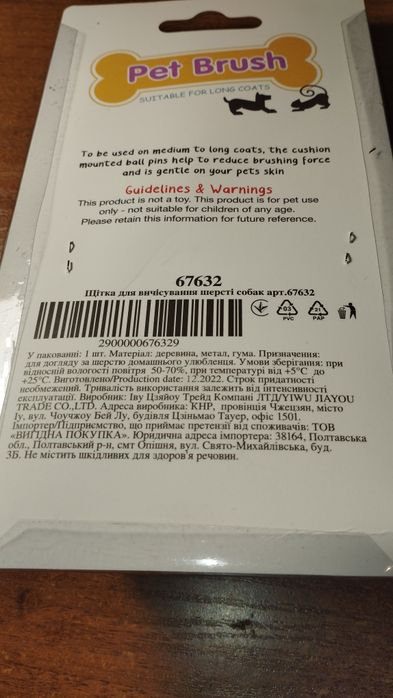 Pet Brush
SUITABLE FOR LONG COATS
To be used on medium to long coats, the cushion
mounted ball pins help to reduce brushing force
and is gentle on your pets skin
Guidelines & Warnings
This product is not a toy. This product is for pet use
only - not suitable for children of any age.
Please retain this information for future reference.
67632
Щітка для вичісування шерсті собак арт.67632
2900000676329
03
PVC
21
PAP
У пакованні: 1 шт. Матеріал: деревина, метал, гума. Призначення:
для догляду за шерстю домашнього улюбленця. Умови зберігання: при
відносній вологості повітря 50-70%, при температурі від +5°С до
+25°С. Виготовлено/Production date: 12.2022. Строк придатності
необмежений. Тривалість використання залежить від інтенсивності
експлуатації. Виробник: Іву Цзяйоу Трейд Компані ЛТД/YIWU JIAYOU
TRADE CO.,LTD. Адреса виробника: КНР, провінція Чжецзян, місто
Іу, вул. Чоучжоу Бей Лу, будівля Цзіньмао Тауер, офіс 1501.
Імпортер/Підприємство, що приймає претензії від споживачів: ТОВ
«ВИГІДНА ПОКУПКА». Юридична адреса імпортера: 38164, Полтавська
обл., Полтавський р-н, смт Опішня, вул. Свято-Михайлівська, буд.
3Б. Не містить шкідливих для здоров'я речовин.